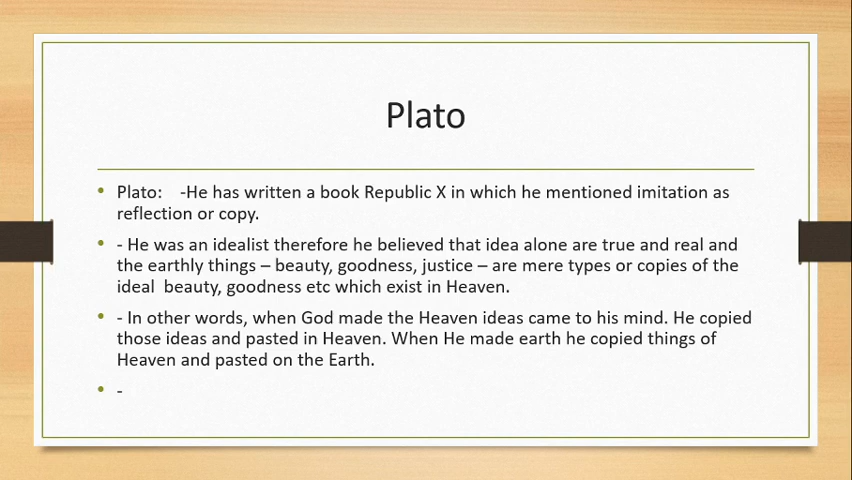 Plato
• Plato: -He has written a book Republic X in which he mentioned imitation as
reflection or copy.
• - He was an idealist therefore he believed that idea alone are true and real and
the earthly things – beauty, goodness, justice – are mere types or copies of the
ideal beauty, goodness etc which exist in Heaven.
• - In other words, when God made the Heaven ideas came to his mind. He copied
those ideas and pasted in Heaven. When He made earth he copied things of
Heaven and pasted on the Earth.
• -